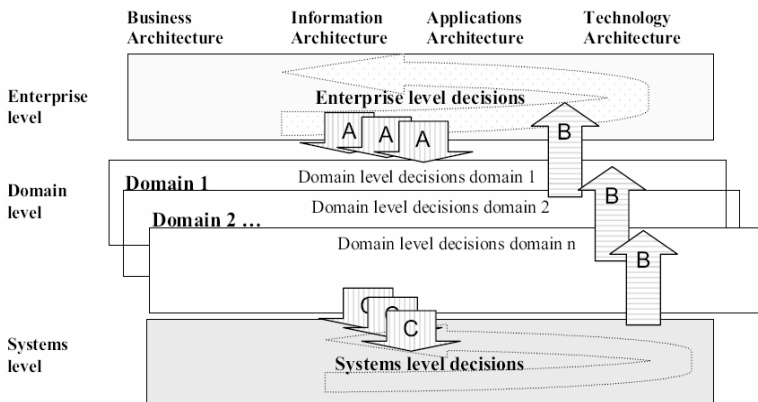 Business Architecture
Information Architecture
Applications Architecture
Technology Architecture
Enterprise level
Enterprise level decisions
A
A
A
B
Domain level
Domain 1
Domain level decisions domain 1
Domain level decisions domain 2
B
Domain 2 …
Domain level decisions domain n
B
C
C
C
Systems level
Systems level decisions